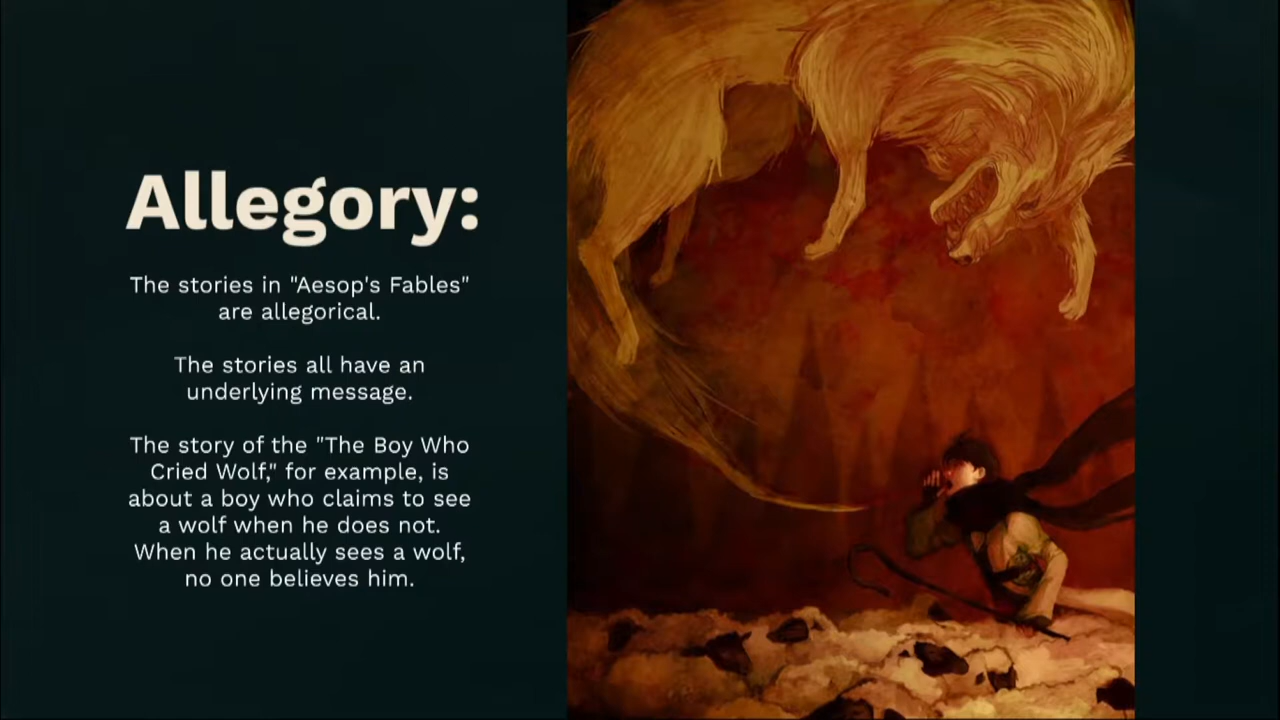 Allegory:
The stories in "Aesop's Fables"
are allegorical.
The stories all have an
underlying message.
The story of the "The Boy Who
Cried Wolf," for example, is
about a boy who claims to see
a wolf when he does not.
When he actually sees a wolf,
no one believes him.